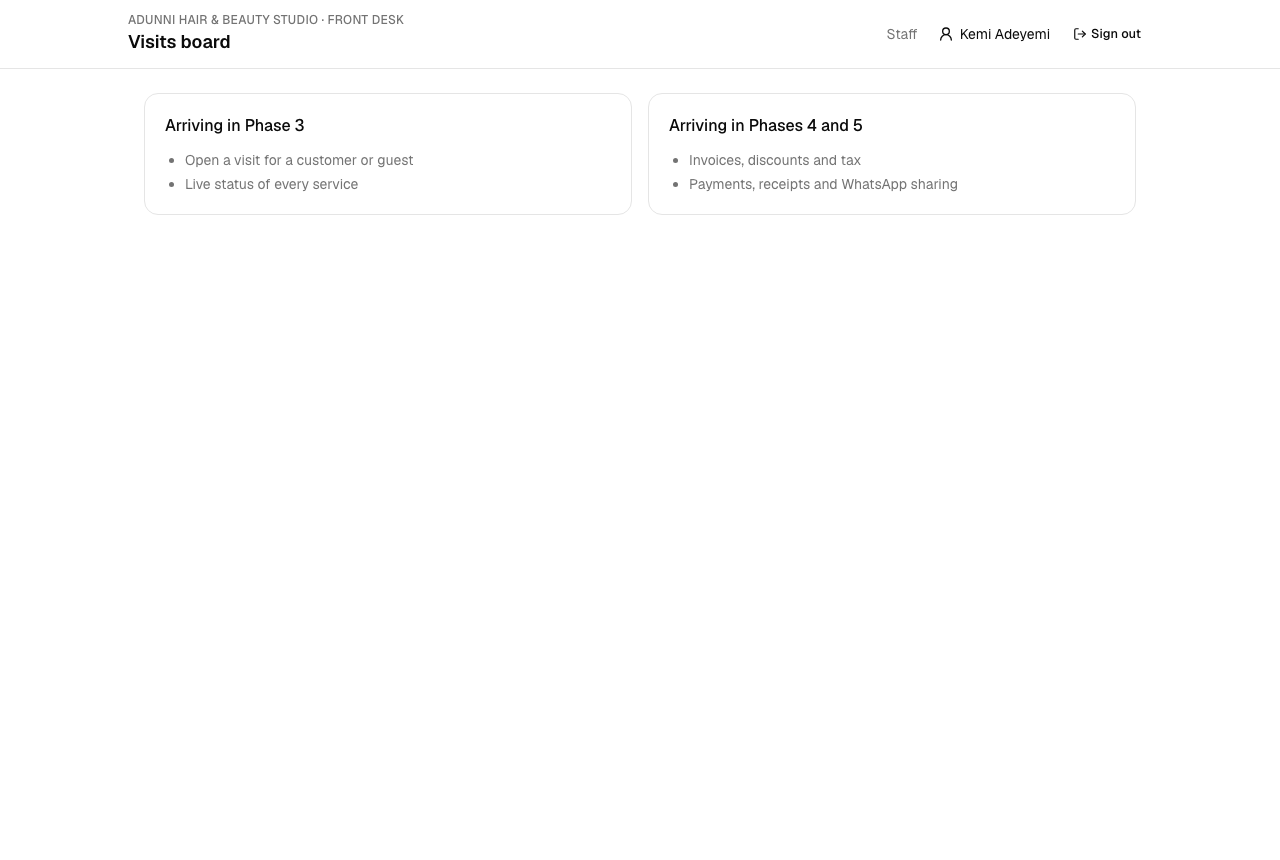 ADUNNI HAIR & BEAUTY STUDIO · FRONT DESK
Visits board
Staff
Kemi Adeyemi
Sign out
Arriving in Phase 3
Open a visit for a customer or guest
Live status of every service
Arriving in Phases 4 and 5
Invoices, discounts and tax
Payments, receipts and WhatsApp sharing